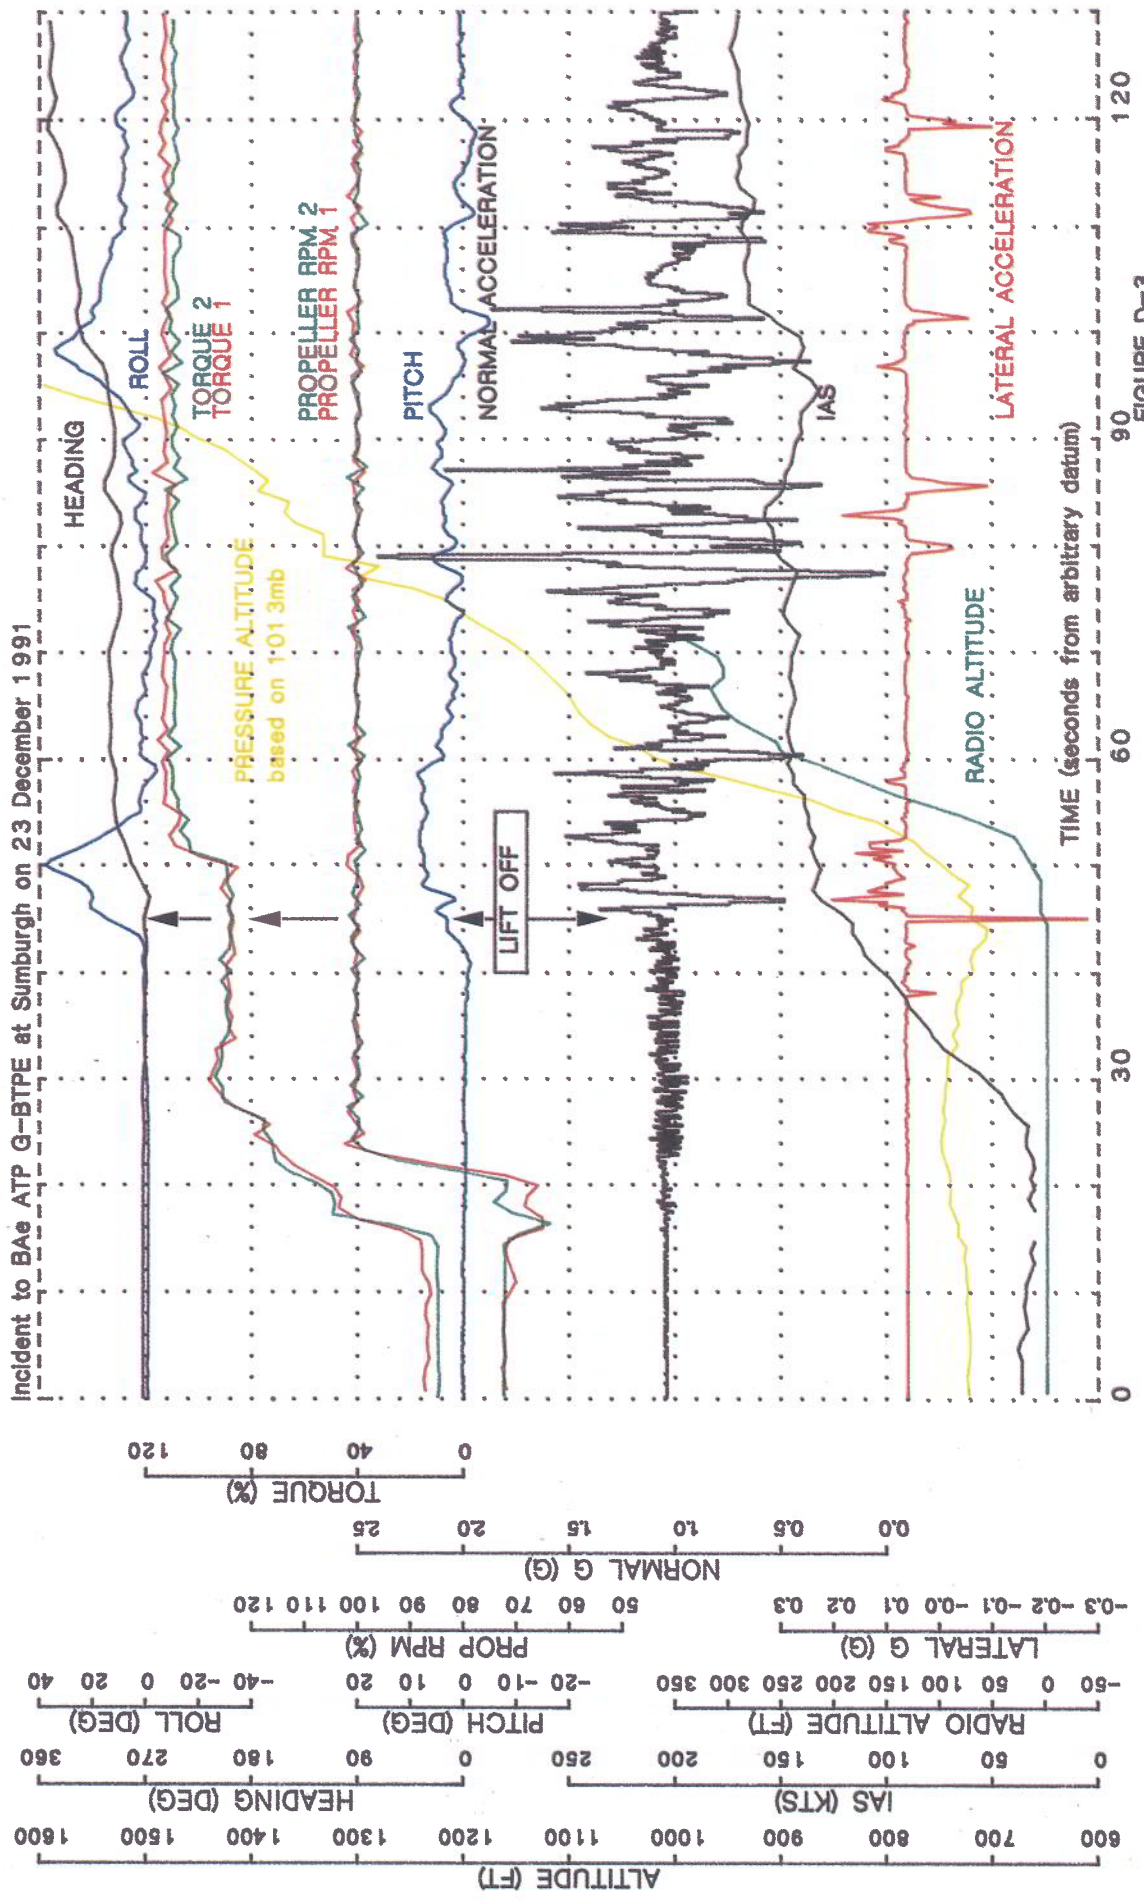 Incident to BAe ATP G-BTPE at Sumburgh on 23 December 1991
HEADING
ROLL
TORQUE 2
TORQUE 1
PRESSURE ALTITUDE
based on 1013mb
PROPELLER RPM 2
PROPELLER RPM 1
PITCH
NORMAL ACCELERATION
LIFT OFF
IAS
RADIO ALTITUDE
LATERAL ACCELERATION
TIME (seconds from arbitrary datum)
0 30 60 90 120
FIGURE D-3
120 80 40 0
TORQUE (%)
2.5 2.0 1.5 1.0 0.5 0.0
NORMAL G (G)
120 110 100 90 80 70 60 50
PROP RPM (%)
0.3 0.2 0.1 -0.0 -0.1 -0.2 -0.3
LATERAL G (G)
40 20 0 -20 -40
ROLL (DEG)
20 10 0 -10 -20
PITCH (DEG)
350 300 250 200 150 100 50 0 -50
RADIO ALTITUDE (FT)
360 270 180 90 0
HEADING (DEG)
250 200 150 100 50 0
IAS (KTS)
1600 1500 1400 1300 1200 1100 1000 900 800 700 600
ALTITUDE (FT)